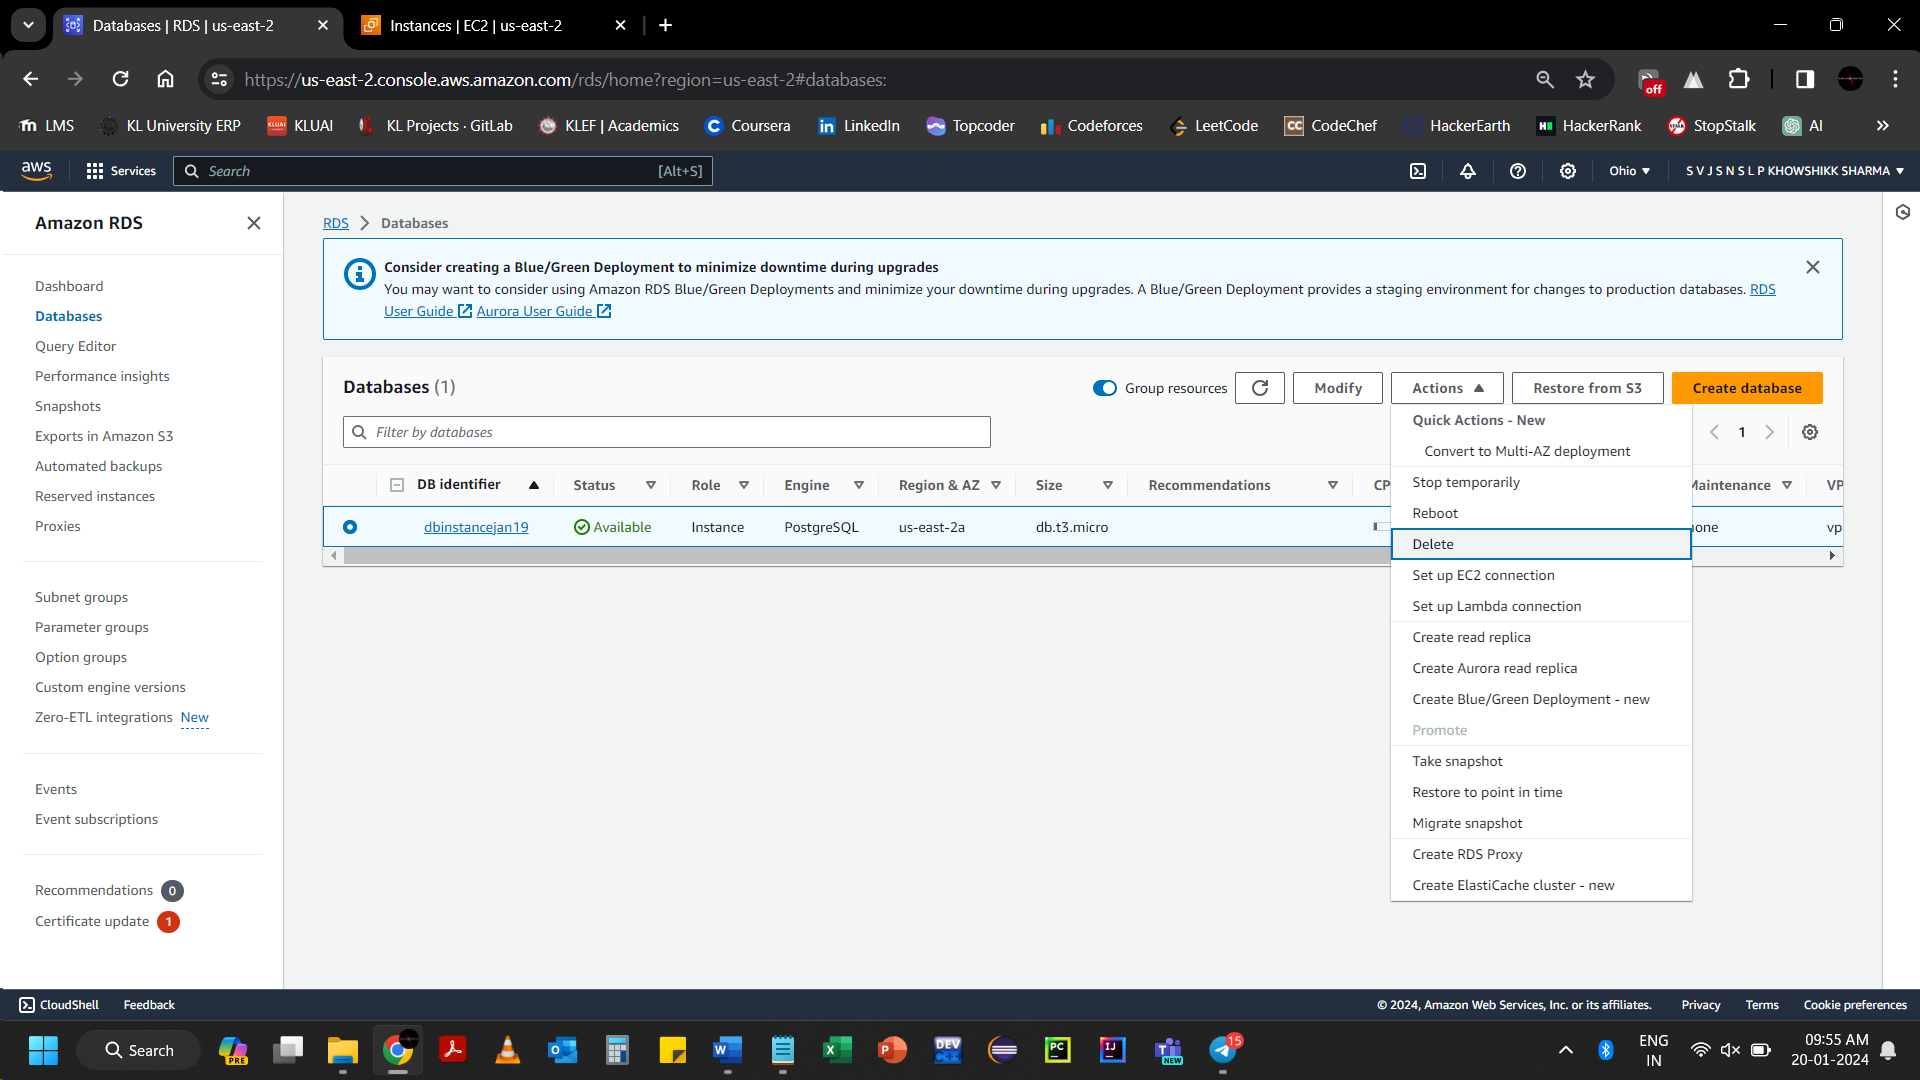 Databases | RDS | us-east-2
Instances | EC2 | us-east-2
https://us-east-2.console.aws.amazon.com/rds/home?region=us-east-2#databases:
off
LMS
KL University ERP
KLUAI
KL Projects · GitLab
KLEF | Academics
Coursera
LinkedIn
Topcoder
Codeforces
LeetCode
CodeChef
HackerEarth
HackerRank
StopStalk
AI
aws
Services
Search
[Alt+S]
Ohio
S V J S N S L P KHOWSHIKK SHARMA
Amazon RDS
Dashboard
Databases
Query Editor
Performance insights
Snapshots
Exports in Amazon S3
Automated backups
Reserved instances
Proxies
Subnet groups
Parameter groups
Option groups
Custom engine versions
Zero-ETL integrations New
Events
Event subscriptions
Recommendations 0
Certificate update 1
RDS > Databases
Consider creating a Blue/Green Deployment to minimize downtime during upgrades
You may want to consider using Amazon RDS Blue/Green Deployments and minimize your downtime during upgrades. A Blue/Green Deployment provides a staging environment for changes to production databases. RDS
User Guide Aurora User Guide
Databases (1)
Group resources
Modify
Actions
Restore from S3
Create database
Filter by databases
1
DB identifier
Status
Role
Engine
Region & AZ
Size
Recommendations
CP
Maintenance
VP
dbinstancejan19
Available
Instance
PostgreSQL
us-east-2a
db.t3.micro
none
vp
Quick Actions - New
Convert to Multi-AZ deployment
Stop temporarily
Reboot
Delete
Set up EC2 connection
Set up Lambda connection
Create read replica
Create Aurora read replica
Create Blue/Green Deployment - new
Promote
Take snapshot
Restore to point in time
Migrate snapshot
Create RDS Proxy
Create ElastiCache cluster - new
CloudShell
Feedback
© 2024, Amazon Web Services, Inc. or its affiliates.
Privacy
Terms
Cookie preferences
Search
PRE
DEV
PC
IJ
NEW
15
ENG
IN
09:55 AM
20-01-2024